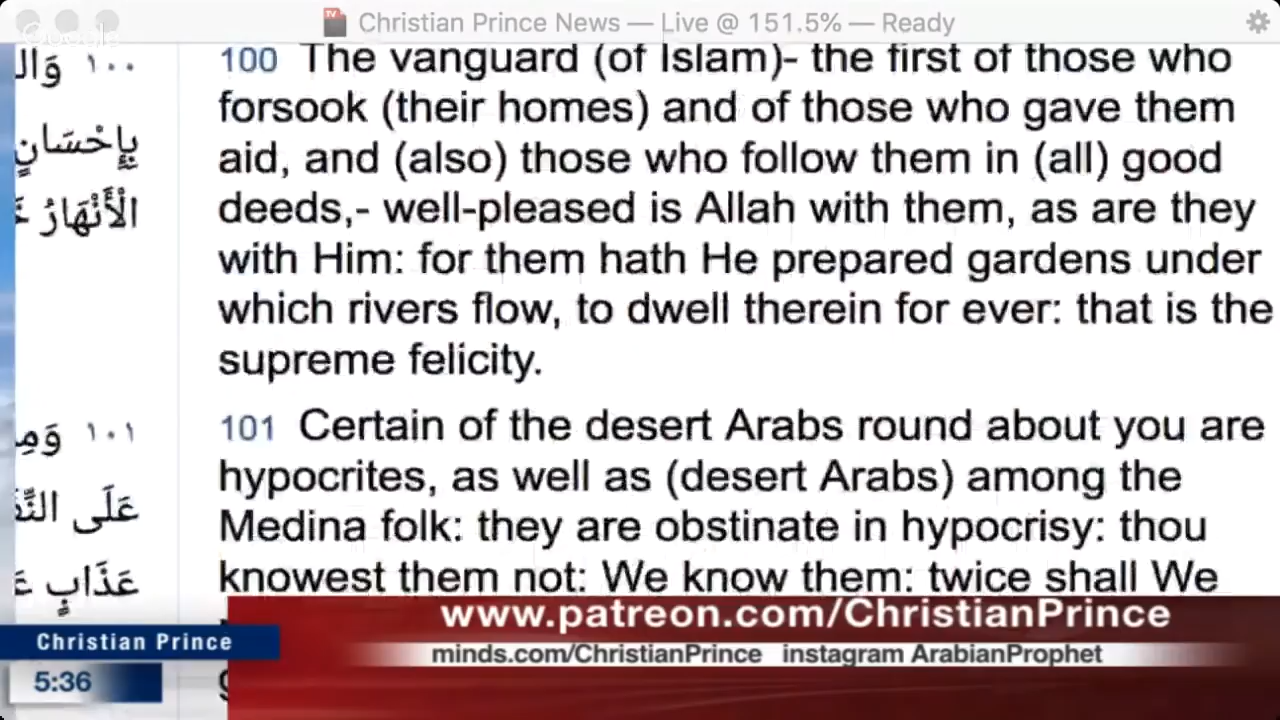 Google
Christian Prince News — Live @ 151.5% — Ready
100 The vanguard (of Islam)- the first of those who
forsook (their homes) and of those who gave them
aid, and (also) those who follow them in (all) good
deeds,- well-pleased is Allah with them, as are they
with Him: for them hath He prepared gardens under
which rivers flow, to dwell therein for ever: that is the
supreme felicity.
١٠٠
بِإِحْسَانٍ
الْأَنْهَارُ
101 Certain of the desert Arabs round about you are
hypocrites, as well as (desert Arabs) among the
Medina folk: they are obstinate in hypocrisy: thou
knowest them not: We know them: twice shall We
١٠١
عَلَى
عَذَابٍ
www.patreon.com/ChristianPrince
Christian Prince
minds.com/ChristianPrince instagram ArabianProphet
5:36